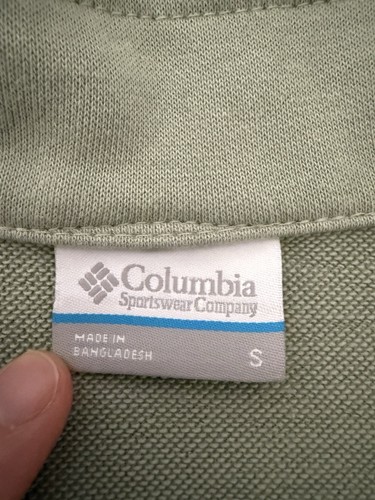 Columbia
Sportswear Company
MADE IN
BANGLADESH
S